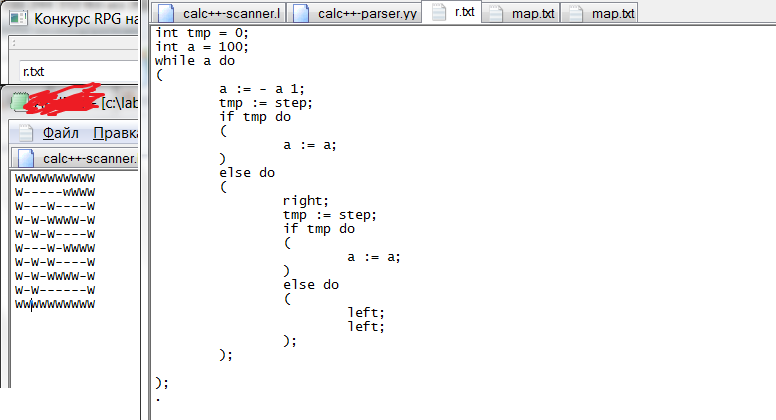 Конкурс RPG на
r.txt
[c:\lab
Файл Правка
calc++-scanner.
WWWWWWWWWW
W-----wWWW
W---W----W
W-W-WWWW-W
W-W-W----W
W---W-WWWW
W-W-W----W
W-W-WWWW-W
W-W------W
WWWWWWWWWW
calc++-scanner.l calc++-parser.yy r.txt map.txt map.txt
int tmp = 0;
int a = 100;
while a do
(
a := - a 1;
tmp := step;
if tmp do
(
a := a;
)
else do
(
right;
tmp := step;
if tmp do
(
a := a;
)
else do
(
left;
left;
);
);
);
.